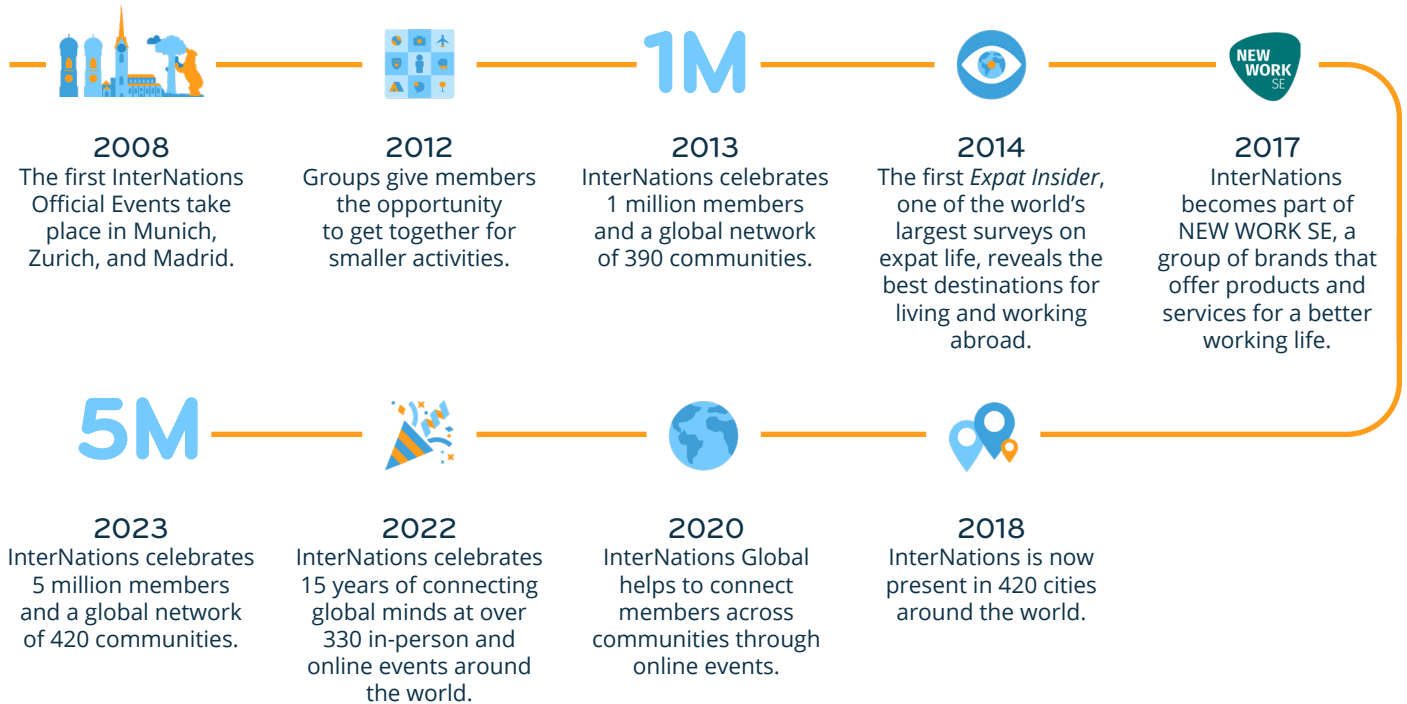 1M
NEW
WORK
SE
2008
The first InterNations
Official Events take
place in Munich,
Zurich, and Madrid.
2012
Groups give members
the opportunity
to get together for
smaller activities.
2013
InterNations celebrates
1 million members
and a global network
of 390 communities.
2014
The first Expat Insider,
one of the world’s
largest surveys on
expat life, reveals the
best destinations for
living and working
abroad.
2017
InterNations
becomes part of
NEW WORK SE, a
group of brands that
offer products and
services for a better
working life.
5M
2023
InterNations celebrates
5 million members
and a global network
of 420 communities.
2022
InterNations celebrates
15 years of connecting
global minds at over
330 in-person and
online events around
the world.
2020
InterNations Global
helps to connect
members across
communities through
online events.
2018
InterNations is now
present in 420 cities
around the world.